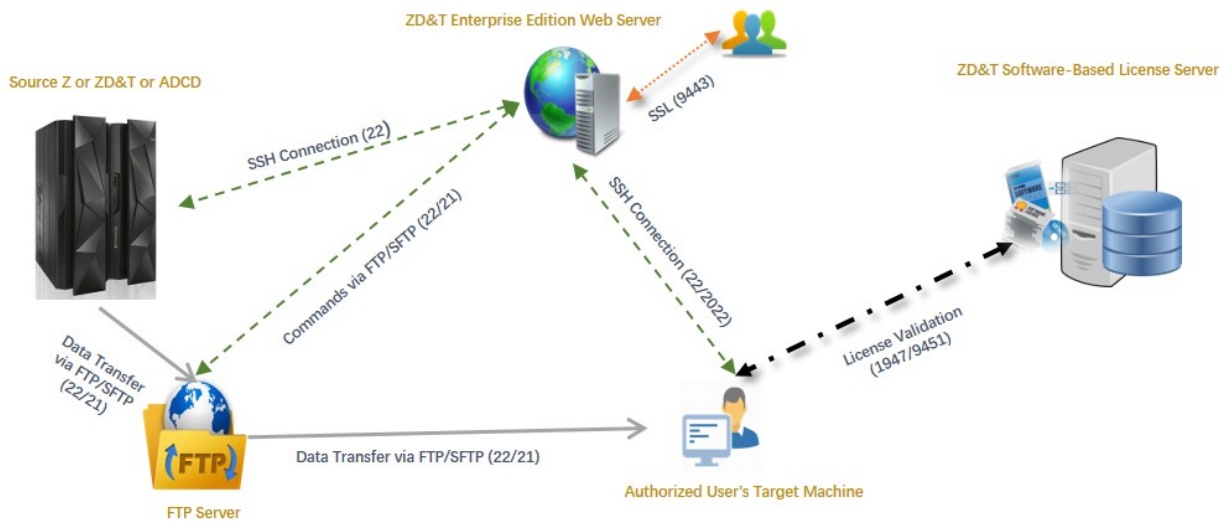 ZD&T Enterprise Edition Web Server
Source Z or ZD&T or ADCD
ZD&T Software-Based License Server
SSL (9443)
SSH Connection (22)
Commands via FTP/SFTP (22/21)
SSH Connection (22/2022)
SOFTWARE
License Validation
(1947/9451)
Data Transfer
via FTP/SFTP
(22/21)
FTP
Data Transfer via FTP/SFTP (22/21)
Authorized User's Target Machine
FTP Server